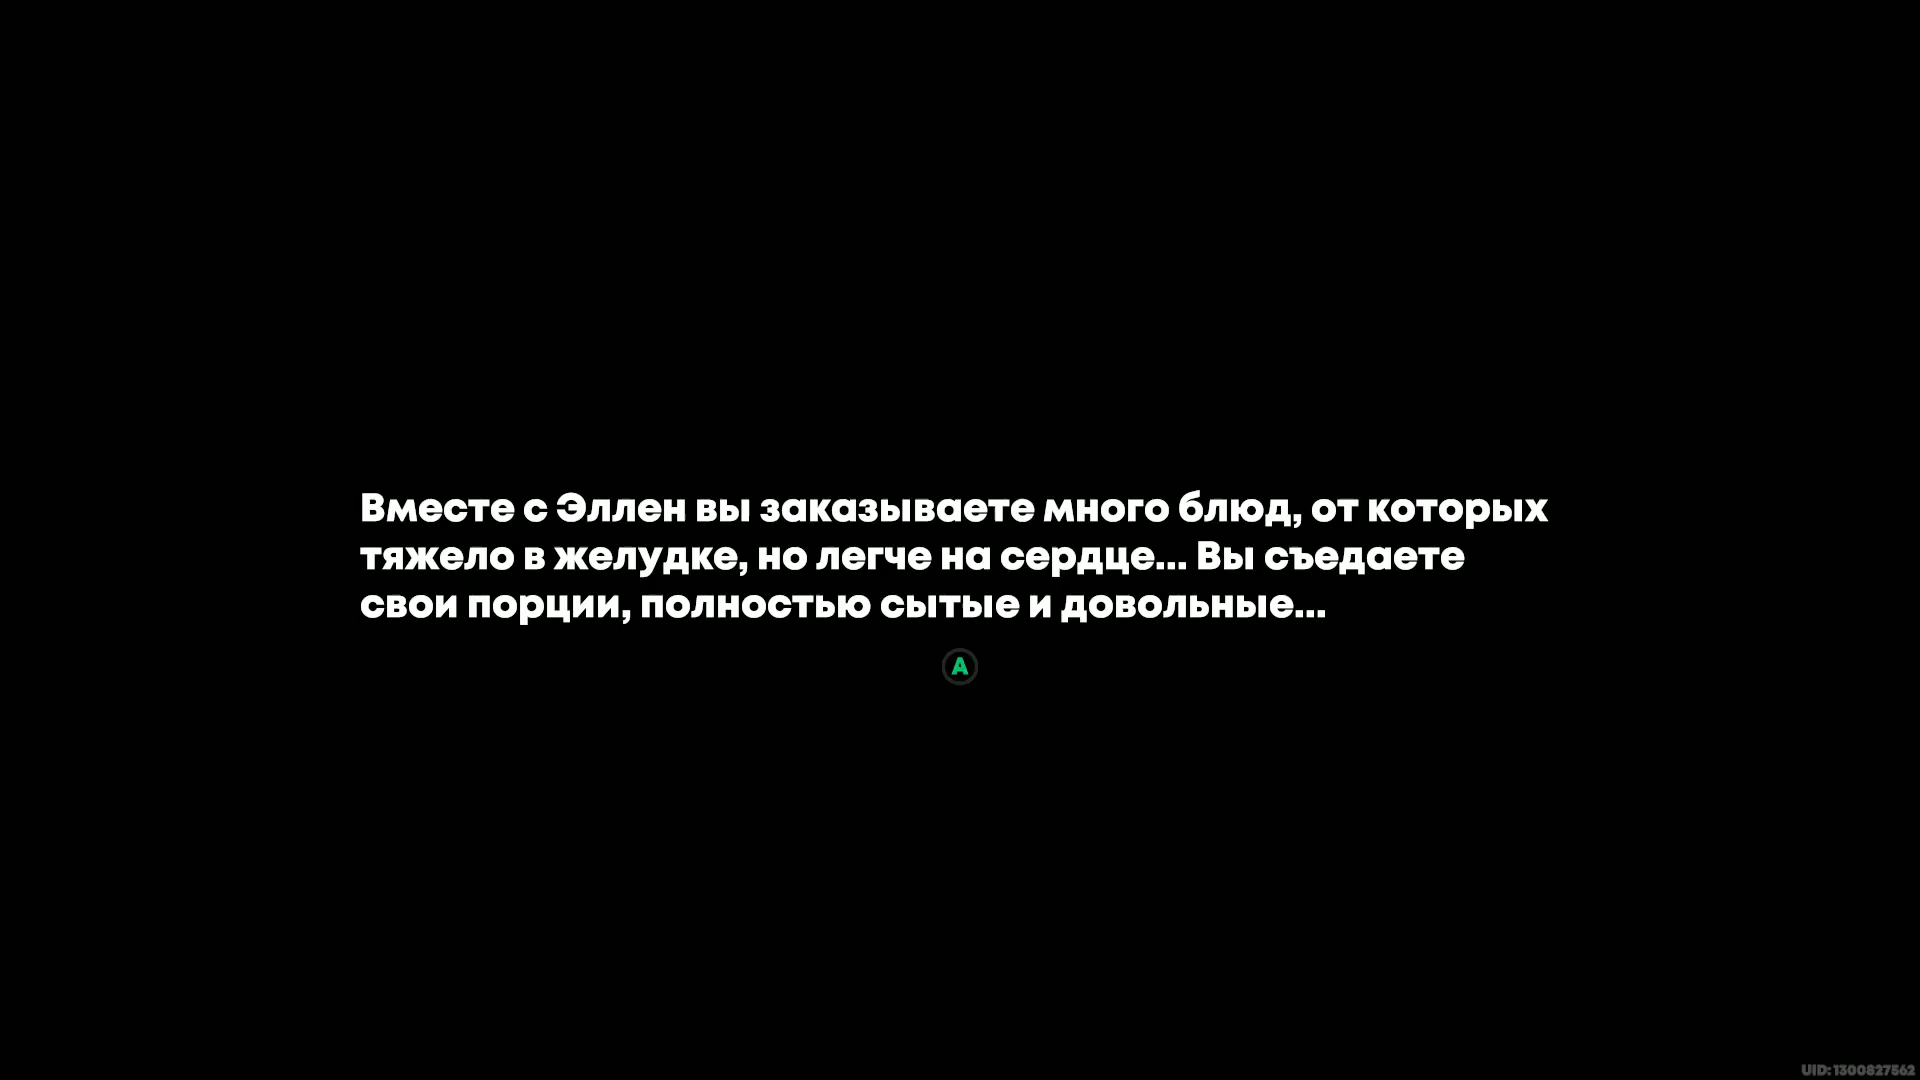 Вместе с Эллен вы заказываете много блюд, от которых
тяжело в желудке, но легче на сердце... Вы съедаете
свои порции, полностью сытые и довольные...
A
UID: 1300827562